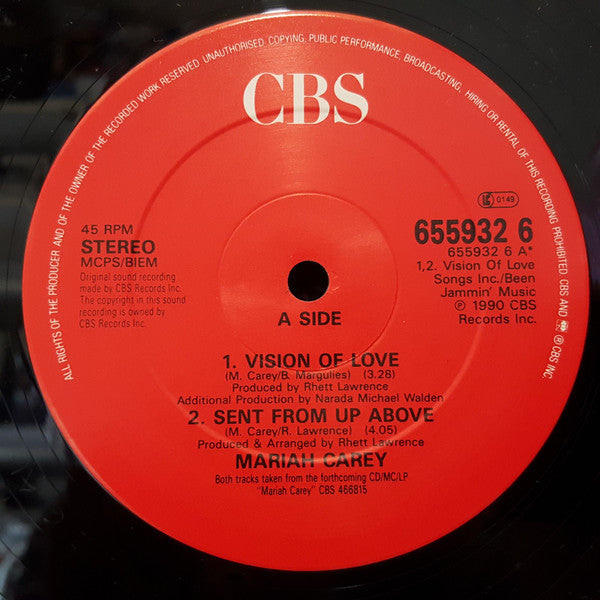 ALL RIGHTS OF THE PRODUCER AND OF THE OWNER OF THE RECORDED WORK RESERVED. UNAUTHORISED COPYING, PUBLIC PERFORMANCE, BROADCASTING, HIRING OR RENTAL OF THIS RECORDING PROHIBITED. CBS AND ® CBS INC.
CBS
LC 0149
45 RPM
STEREO
MCPS/BIEM
Original sound recording
made by CBS Records Inc.
The copyright in this sound
recording is owned by
CBS Records Inc.
655932 6
655932 6 A*
1,2. Vision Of Love
Songs Inc./Been
Jammin' Music
℗ 1990 CBS
Records Inc.
A SIDE
1. VISION OF LOVE
(M. Carey/B. Margulies) (3.28)
Produced by Rhett Lawrence
Additional Production by Narada Michael Walden
2. SENT FROM UP ABOVE
(M. Carey/R. Lawrence) (4.05)
Produced & Arranged by Rhett Lawrence
MARIAH CAREY
Both tracks taken from the forthcoming CD/MC/LP
"Mariah Carey" CBS 466815